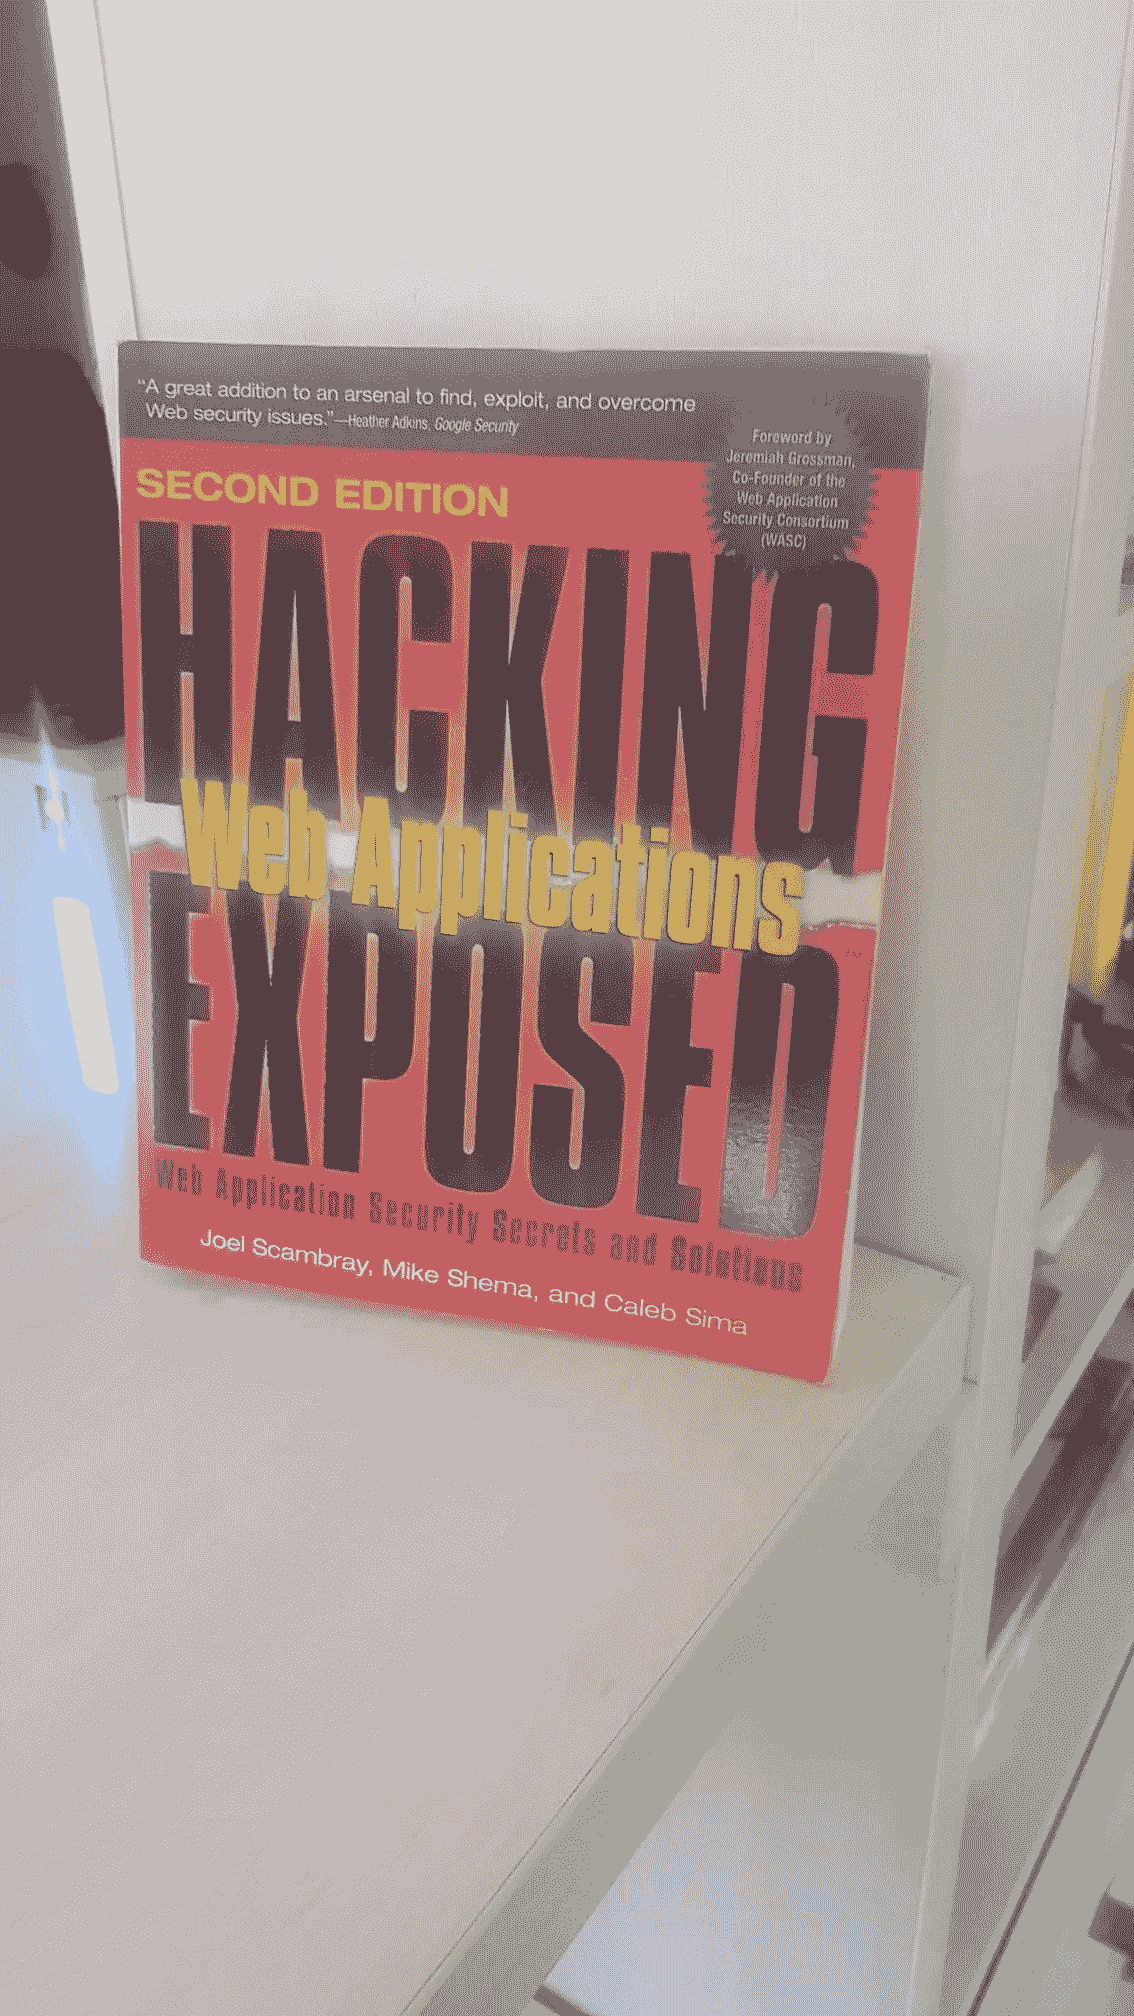 “A great addition to an arsenal to find, exploit, and overcome
Web security issues.”—Heather Adkins, Google Security
Foreword by
Jeremiah Grossman,
Co-Founder of the
Web Application
Security Consortium
(WASC)
SECOND EDITION
HACKING
Web Applications
EXPOSED
Web Application Security Secrets and Solutions
Joel Scambray, Mike Shema, and Caleb Sima